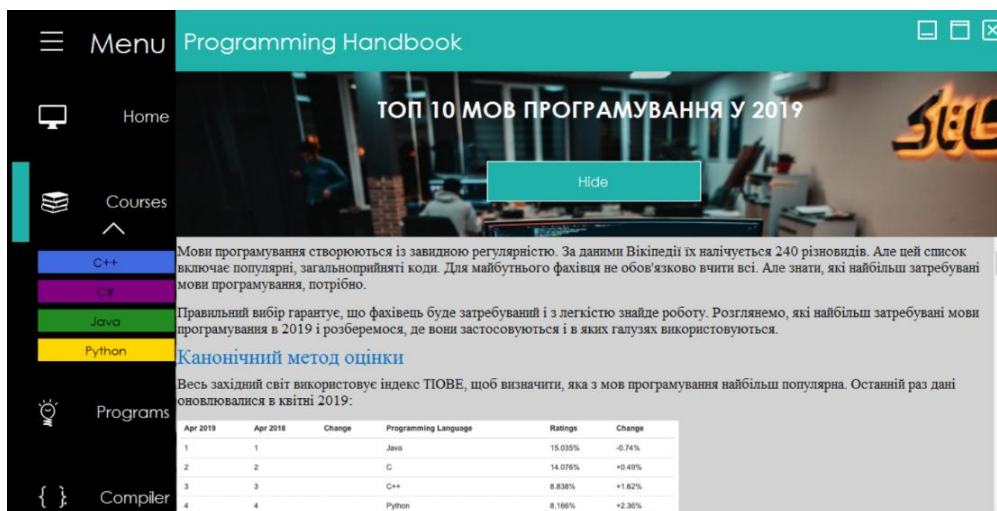 Menu
Programming Handbook
Home
Courses
C++
C#
Java
Python
Programs
{ }; Compiler
ТОП 10 МОВ ПРОГРАМУВАННЯ У 2019
Hide
Мови програмування створюються із завидною регулярністю. За даними Вікіпедії їх налічується 240 різновидів. Але цей список
включає популярні, загальноприйняті коди. Для майбутнього фахівця не обов'язково вчити всі. Але знати, які найбільш затребувані
мови програмування, потрібно.
Правильний вибір гарантує, що фахівець буде затребуваний і з легкістю знайде роботу. Розглянемо, які найбільш затребувані мови
програмування в 2019 і розберемося, де вони застосовуються і в яких галузях використовуються.
Канонічний метод оцінки
Весь західний світ використовує індекс TIOBE, щоб визначити, яка з мов програмування найбільш популярна. Останній раз дані
оновлювалися в квітні 2019:
Apr 2019 Apr 2018 Change Programming Language Ratings Change
1 1 Java 15.035% -0.74%
2 2 C 14.076% +0.49%
3 3 C++ 8.838% +1.62%
4 4 Python 8.166% +2.36%